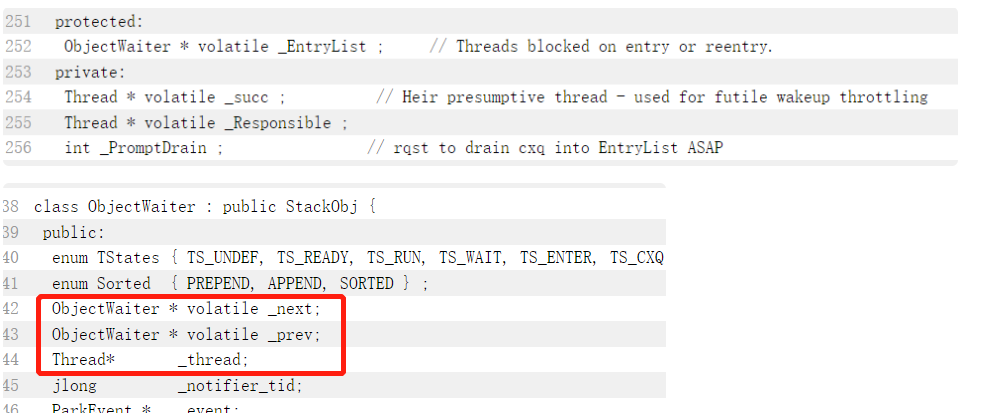 251 protected:
252 ObjectWaiter * volatile _EntryList ; // Threads blocked on entry or reentry.
253 private:
254 Thread * volatile _succ ; // Heir presumptive thread - used for futile wakeup throttling
255 Thread * volatile _Responsible ;
256 int _PromptDrain ; // rqst to drain cxq into EntryList ASAP
38 class ObjectWaiter : public StackObj {
39 public:
40 enum TStates { TS_UNDEF, TS_READY, TS_RUN, TS_WAIT, TS_ENTER, TS_CXQ
41 enum Sorted { PREPEND, APPEND, SORTED } ;
42 ObjectWaiter * volatile _next;
43 ObjectWaiter * volatile _prev;
44 Thread* _thread;
45 jlong _notifier_tid;
46 ParkEvent * _event;